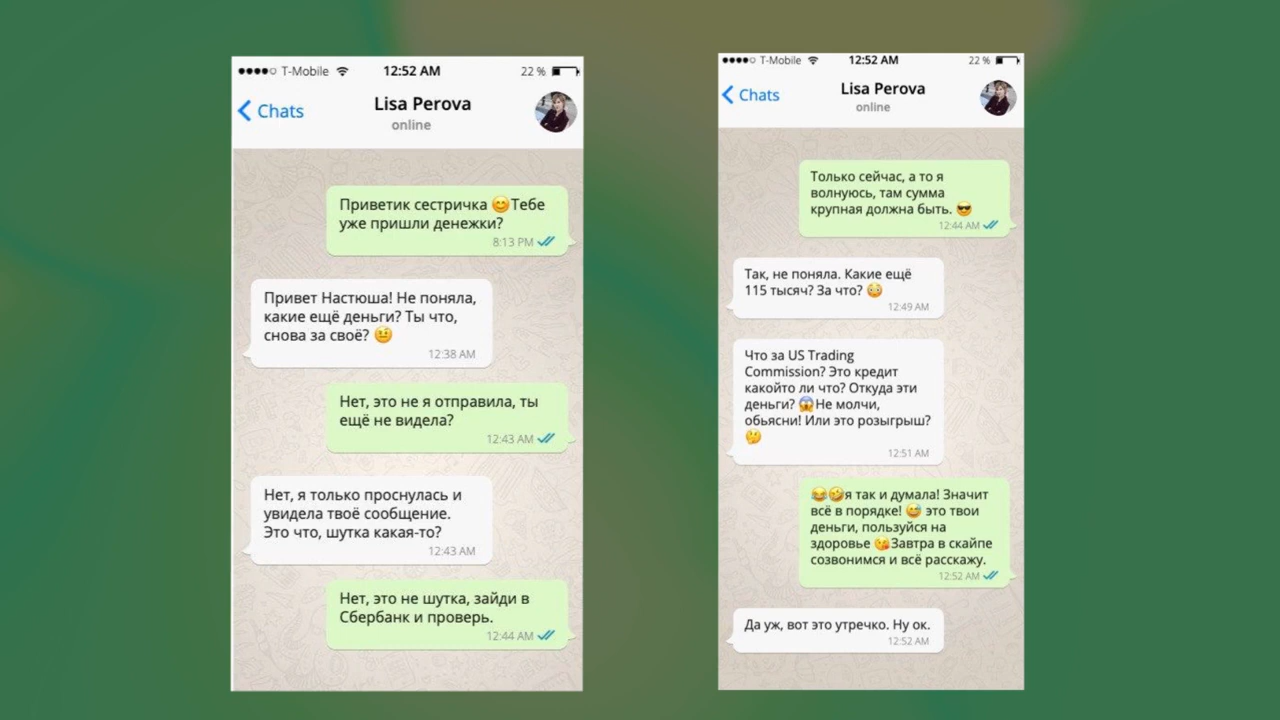 T-Mobile 12:52 AM 22 %
Chats
Lisa Perova
online
Приветик сестричка 😊Тебе
уже пришли денежки?
8:13 PM
Привет Настюша! Не поняла,
какие ещё деньги? Ты что,
снова за своё? 🤨
12:38 AM
Нет, это не я отправила, ты
ещё не видела?
12:43 AM
Нет, я только проснулась и
увидела твоё сообщение.
Это что, шутка какая-то?
12:43 AM
Нет, это не шутка, зайди в
Сбербанк и проверь.
12:44 AM
T-Mobile 12:52 AM 22 %
Chats
Lisa Perova
online
Только сейчас, а то я
волнуюсь, там сумма
крупная должна быть. 😎
12:44 AM
Так, не поняла. Какие ещё
115 тысяч? За что? 😳
12:49 AM
Что за US Trading
Commission? Это кредит
какойто ли что? Откуда эти
деньги? 😱Не молчи,
обьясни! Или это розыгрыш?
🤔
12:51 AM
😂🤣я так и думала! Значит
всё в порядке! 😅 это твои
деньги, пользуйся на
здоровье 😘Завтра в скайпе
созвонимся и всё расскажу.
12:52 AM
Да уж, вот это утречко. Ну ок.
12:52 AM